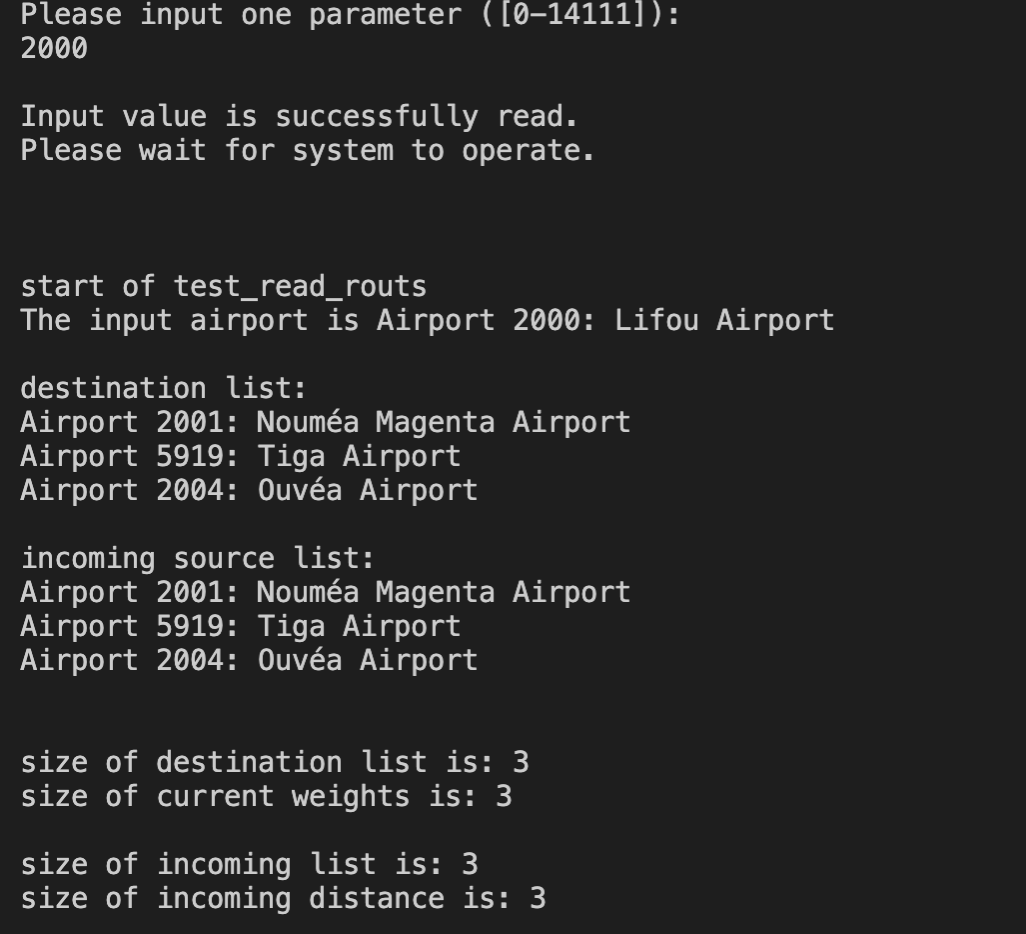 Please input one parameter ([0-14111]):
2000
Input value is successfully read.
Please wait for system to operate.
start of test_read_routs
The input airport is Airport 2000: Lifou Airport
destination list:
Airport 2001: Nouméa Magenta Airport
Airport 5919: Tiga Airport
Airport 2004: Ouvéa Airport
incoming source list:
Airport 2001: Nouméa Magenta Airport
Airport 5919: Tiga Airport
Airport 2004: Ouvéa Airport
size of destination list is: 3
size of current weights is: 3
size of incoming list is: 3
size of incoming distance is: 3